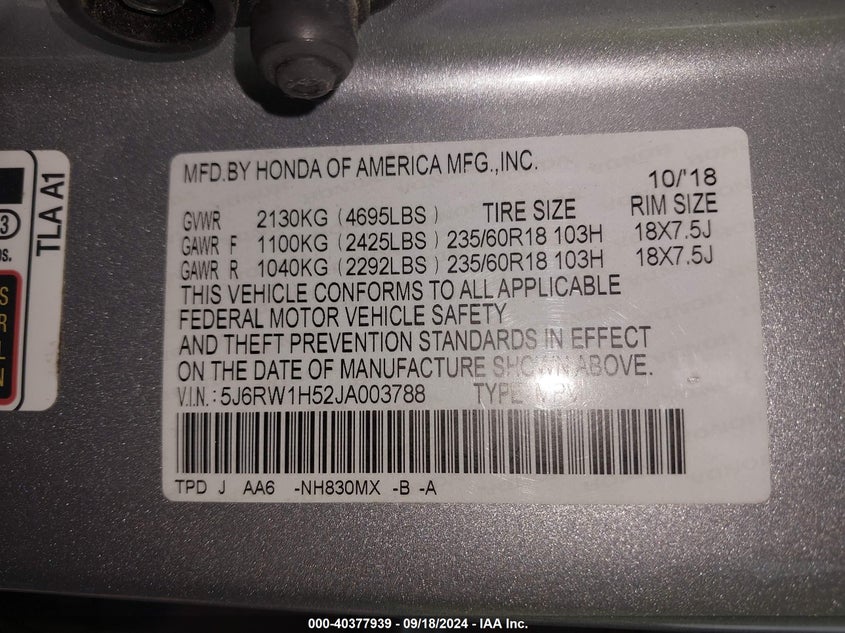 MFD.BY HONDA OF AMERICA MFG.,INC. 10/'18
GVWR 2130KG (4695LBS) TIRE SIZE RIM SIZE
GAWR F 1100KG (2425LBS) 235/60R18 103H 18X7.5J
GAWR R 1040KG (2292LBS) 235/60R18 103H 18X7.5J
THIS VEHICLE CONFORMS TO ALL APPLICABLE
FEDERAL MOTOR VEHICLE SAFETY
AND THEFT PREVENTION STANDARDS IN EFFECT
ON THE DATE OF MANUFACTURE SHOWN ABOVE.
V.I.N.: 5J6RW1H52JA003788 TYPE
TPD J AA6 -NH830MX -B -A
TLA A1
000-40377939 - 09/18/2024 - IAA Inc.